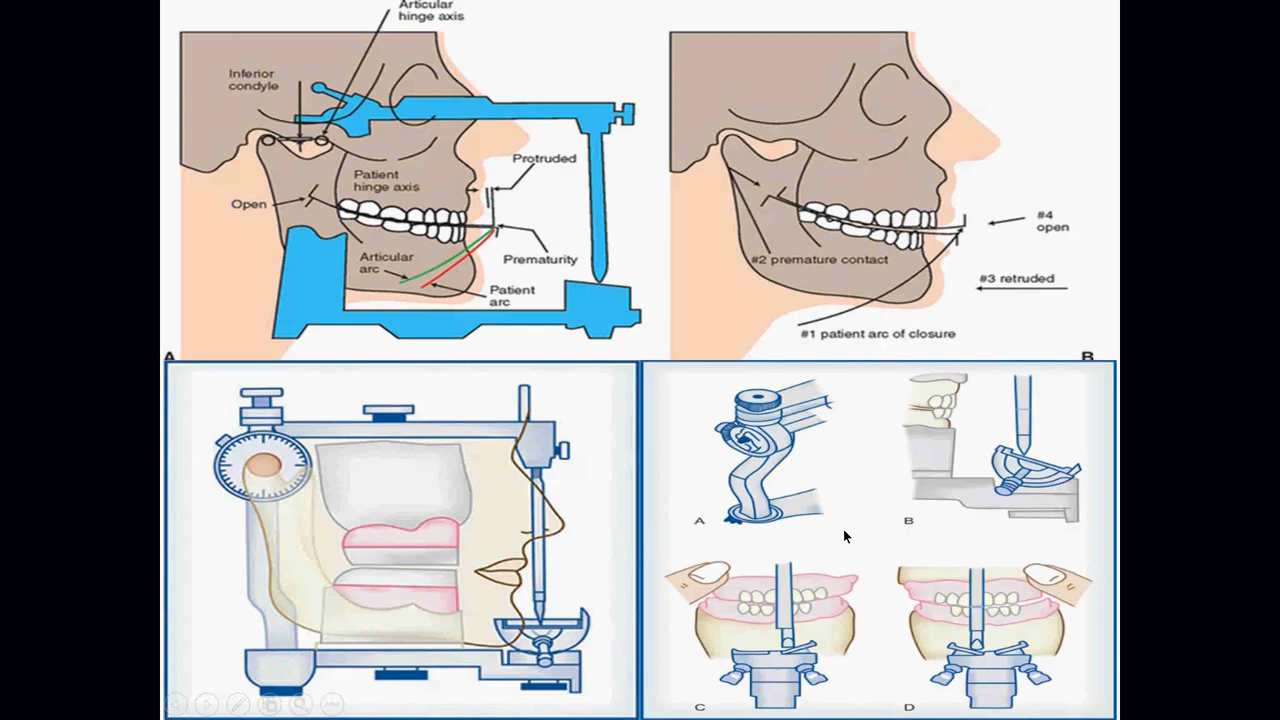 Articular
hinge axis
Inferior
condyle
Protruded
Patient
hinge axis
Open
Articular
arc
Prematurity
Patient
arc
A
#4
open
#2 premature contact
#3 retruded
#1 patient arc of closure
B
A
B
C
D